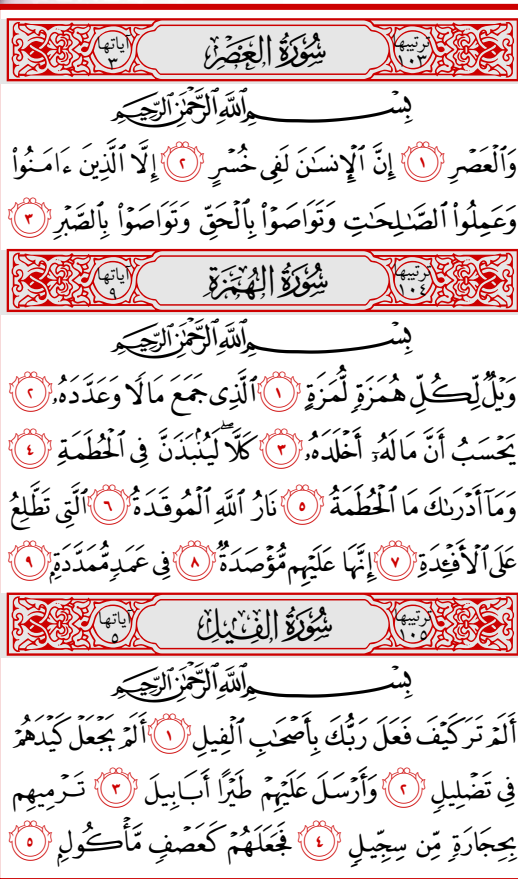 ترتيبها ١٠٣ سُورَةُ العَصْرِ آياتها ٣
بِسْمِ ٱللَّهِ ٱلرَّحْمَٰنِ ٱلرَّحِيمِ
وَٱلْعَصْرِ ١ إِنَّ ٱلْإِنسَٰنَ لَفِى خُسْرٍ ٢ إِلَّا ٱلَّذِينَ ءَامَنُوا۟
وَعَمِلُوا۟ ٱلصَّٰلِحَٰتِ وَتَوَاصَوْا۟ بِٱلْحَقِّ وَتَوَاصَوْا۟ بِٱلصَّبْرِ ٣
ترتيبها ١٠٤ سُورَةُ الهُمَزَةِ آياتها ٩
بِسْمِ ٱللَّهِ ٱلرَّحْمَٰنِ ٱلرَّحِيمِ
وَيْلٌ لِّكُلِّ هُمَزَةٍ لُّمَزَةٍ ١ ٱلَّذِى جَمَعَ مَالًا وَعَدَّدَهُۥ ٢
يَحْسَبُ أَنَّ مَالَهُۥٓ أَخْلَدَهُۥ ٣ كَلَّا ۖ لَيُنۢبَذَنَّ فِى ٱلْحُطَمَةِ ٤
وَمَآ أَدْرَىٰكَ مَا ٱلْحُطَمَةُ ٥ نَارُ ٱللَّهِ ٱلْمُوقَدَةُ ٦ ٱلَّتِى تَطَّلِعُ
عَلَى ٱلْأَفْـِٔدَةِ ٧ إِنَّهَا عَلَيْهِم مُّؤْصَدَةٌ ٨ فِى عَمَدٍ مُّمَدَّدَةٍۭ ٩
ترتيبها ١٠٥ سُورَةُ الفِيلِ آياتها ٥
بِسْمِ ٱللَّهِ ٱلرَّحْمَٰنِ ٱلرَّحِيمِ
أَلَمْ تَرَ كَيْفَ فَعَلَ رَبُّكَ بِأَصْحَٰبِ ٱلْفِيلِ ١ أَلَمْ يَجْعَلْ كَيْدَهُمْ
فِى تَضْلِيلٍ ٢ وَأَرْسَلَ عَلَيْهِمْ طَيْرًا أَبَابِيلَ ٣ تَرْمِيهِم
بِحِجَارَةٍ مِّن سِجِّيلٍ ٤ فَجَعَلَهُمْ كَعَصْفٍ مَّأْكُولٍۭ ٥